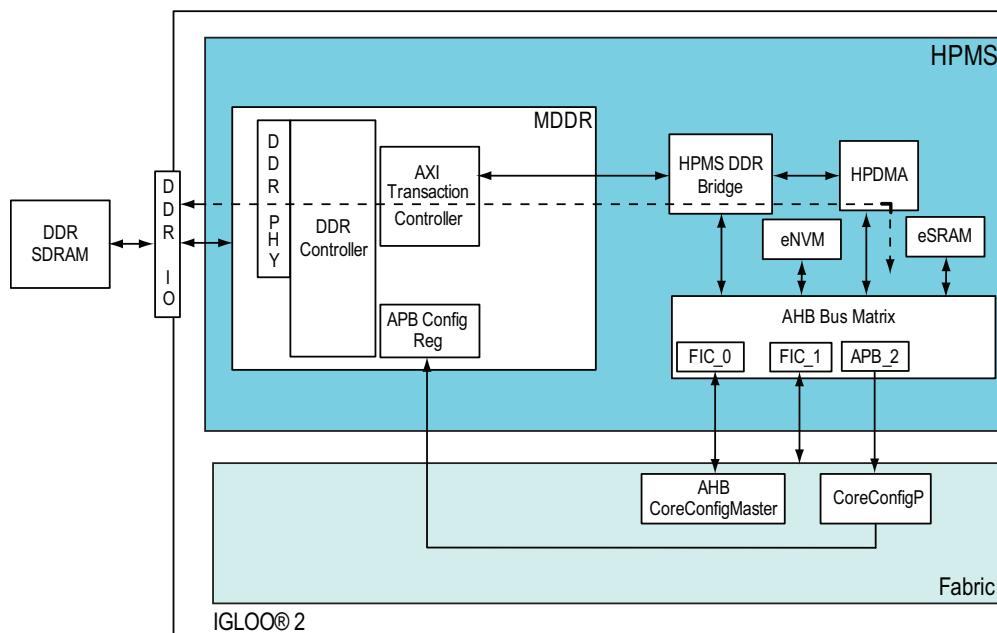 HPMS
MDDR
D
D
R
P
H
Y
DDR
Controller
AXI
Transaction
Controller
APB Config
Reg
HPMS DDR
Bridge
HPDMA
eNVM
eSRAM
DDR
SDRAM
D
D
R
I
O
AHB Bus Matrix
FIC_0
FIC_1
APB_2
AHB
CoreConfigMaster
CoreConfigP
Fabric
IGLOO® 2